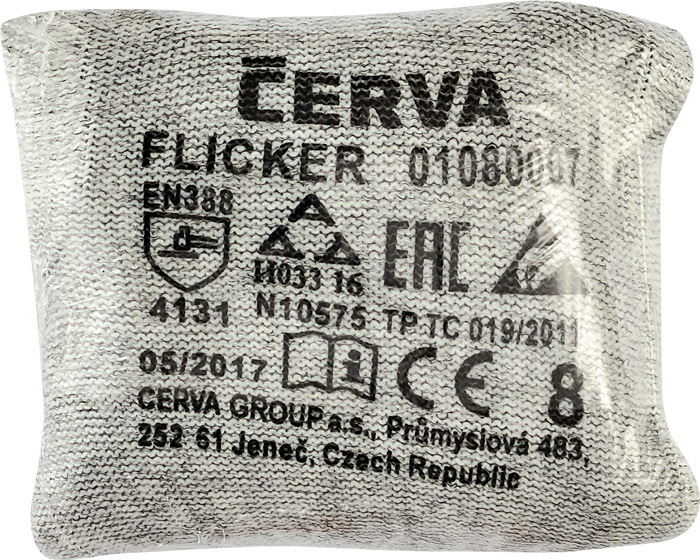 ČERVA
FLICKER 01080007
EN388
EAC
4131
M033 16
N10575 TP TC 019/2011
05/2017
i
CE
8
CERVA GROUP a.s., Průmyslová 483,
252 61 Jeneč, Czech Republic